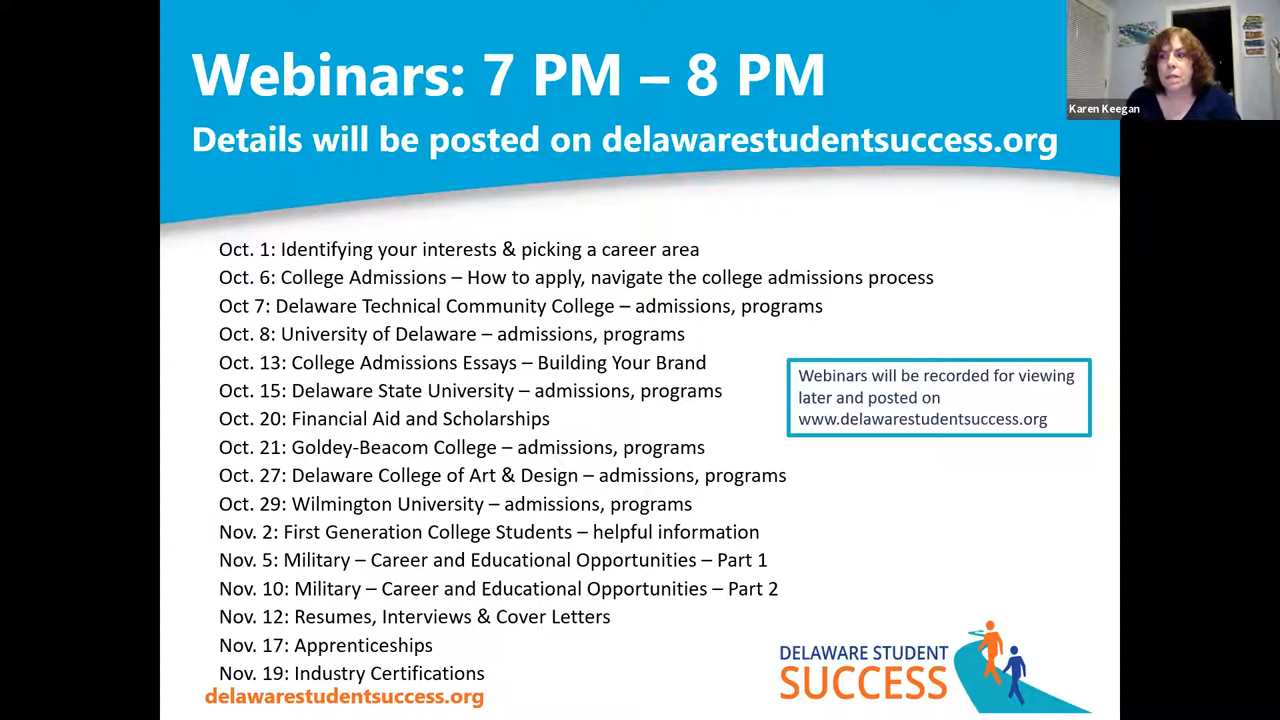 Webinars: 7 PM – 8 PM
Details will be posted on delawarestudentsuccess.org
Karen Keegan
Oct. 1: Identifying your interests & picking a career area
Oct. 6: College Admissions – How to apply, navigate the college admissions process
Oct 7: Delaware Technical Community College – admissions, programs
Oct. 8: University of Delaware – admissions, programs
Oct. 13: College Admissions Essays – Building Your Brand
Oct. 15: Delaware State University – admissions, programs
Oct. 20: Financial Aid and Scholarships
Oct. 21: Goldey-Beacom College – admissions, programs
Oct. 27: Delaware College of Art & Design – admissions, programs
Oct. 29: Wilmington University – admissions, programs
Nov. 2: First Generation College Students – helpful information
Nov. 5: Military – Career and Educational Opportunities – Part 1
Nov. 10: Military – Career and Educational Opportunities – Part 2
Nov. 12: Resumes, Interviews & Cover Letters
Nov. 17: Apprenticeships
Nov. 19: Industry Certifications
Webinars will be recorded for viewing
later and posted on
www.delawarestudentsuccess.org
delawarestudentsuccess.org
DELAWARE STUDENT
SUCCESS